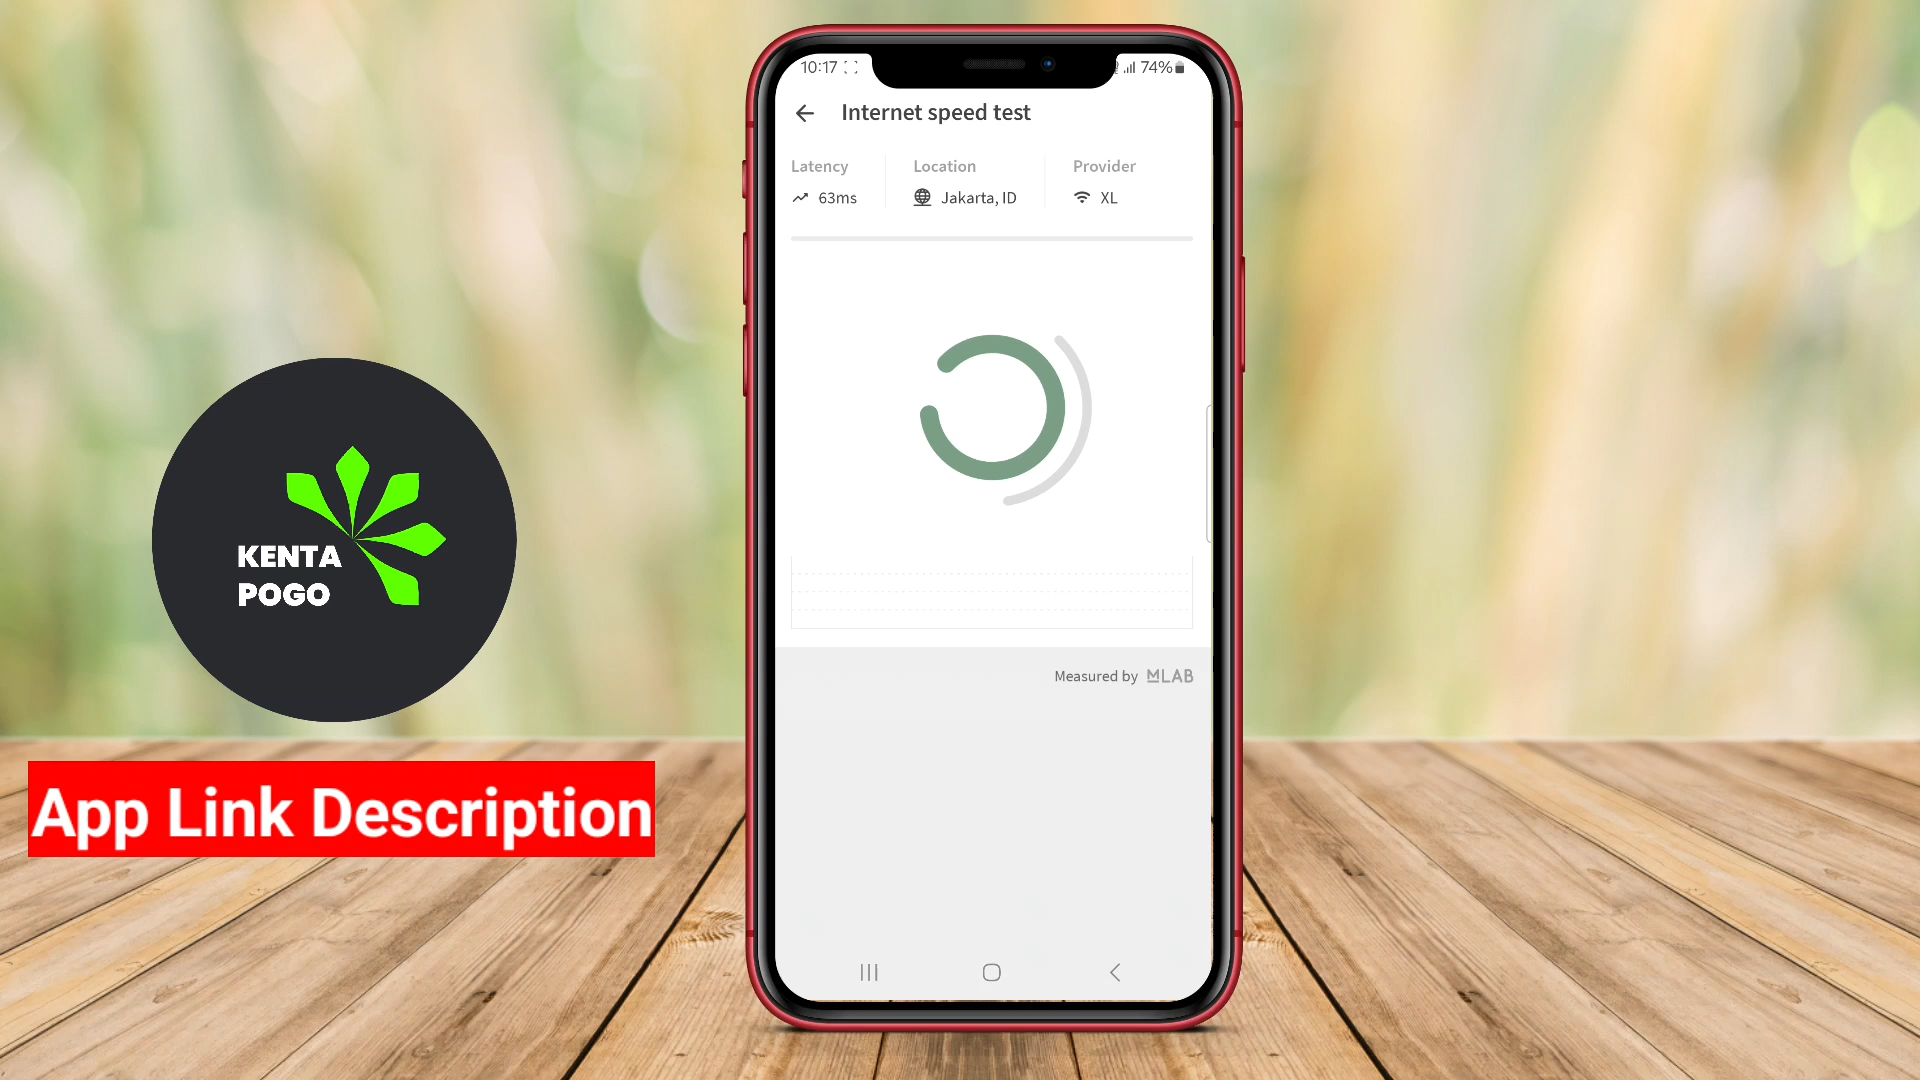 10:17
74%
Internet speed test
Latency
Location
Provider
63ms
Jakarta, ID
XL
Measured by MLAB
KENTA
POGO
App Link Description